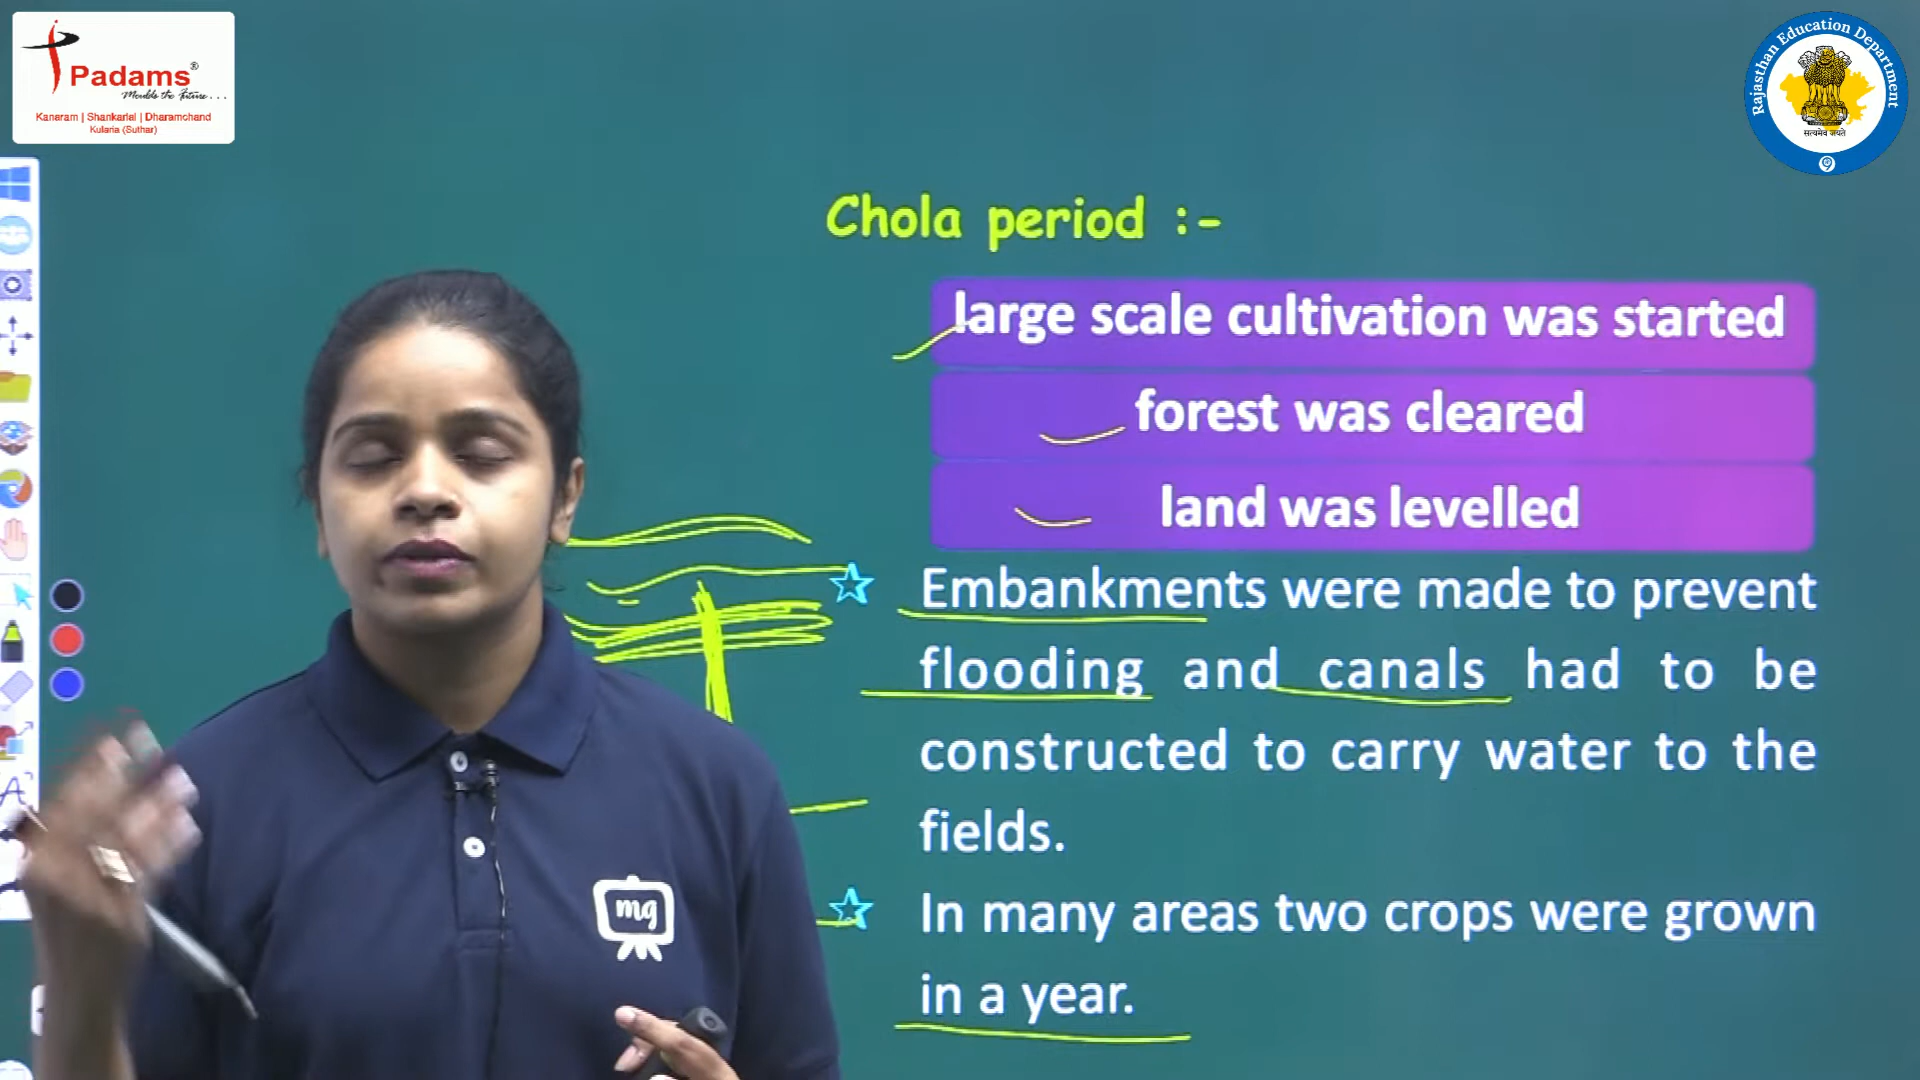 Padams®
Moulds the Future...
Kanaram | Shankarlal | Dharamchand
Kularia (Suthar)
Rajasthan Education Department
सत्यमेव जयते
Chola period :-
large scale cultivation was started
forest was cleared
land was levelled
Embankments were made to prevent
flooding and canals had to be
constructed to carry water to the
fields.
In many areas two crops were grown
in a year.
mg
A